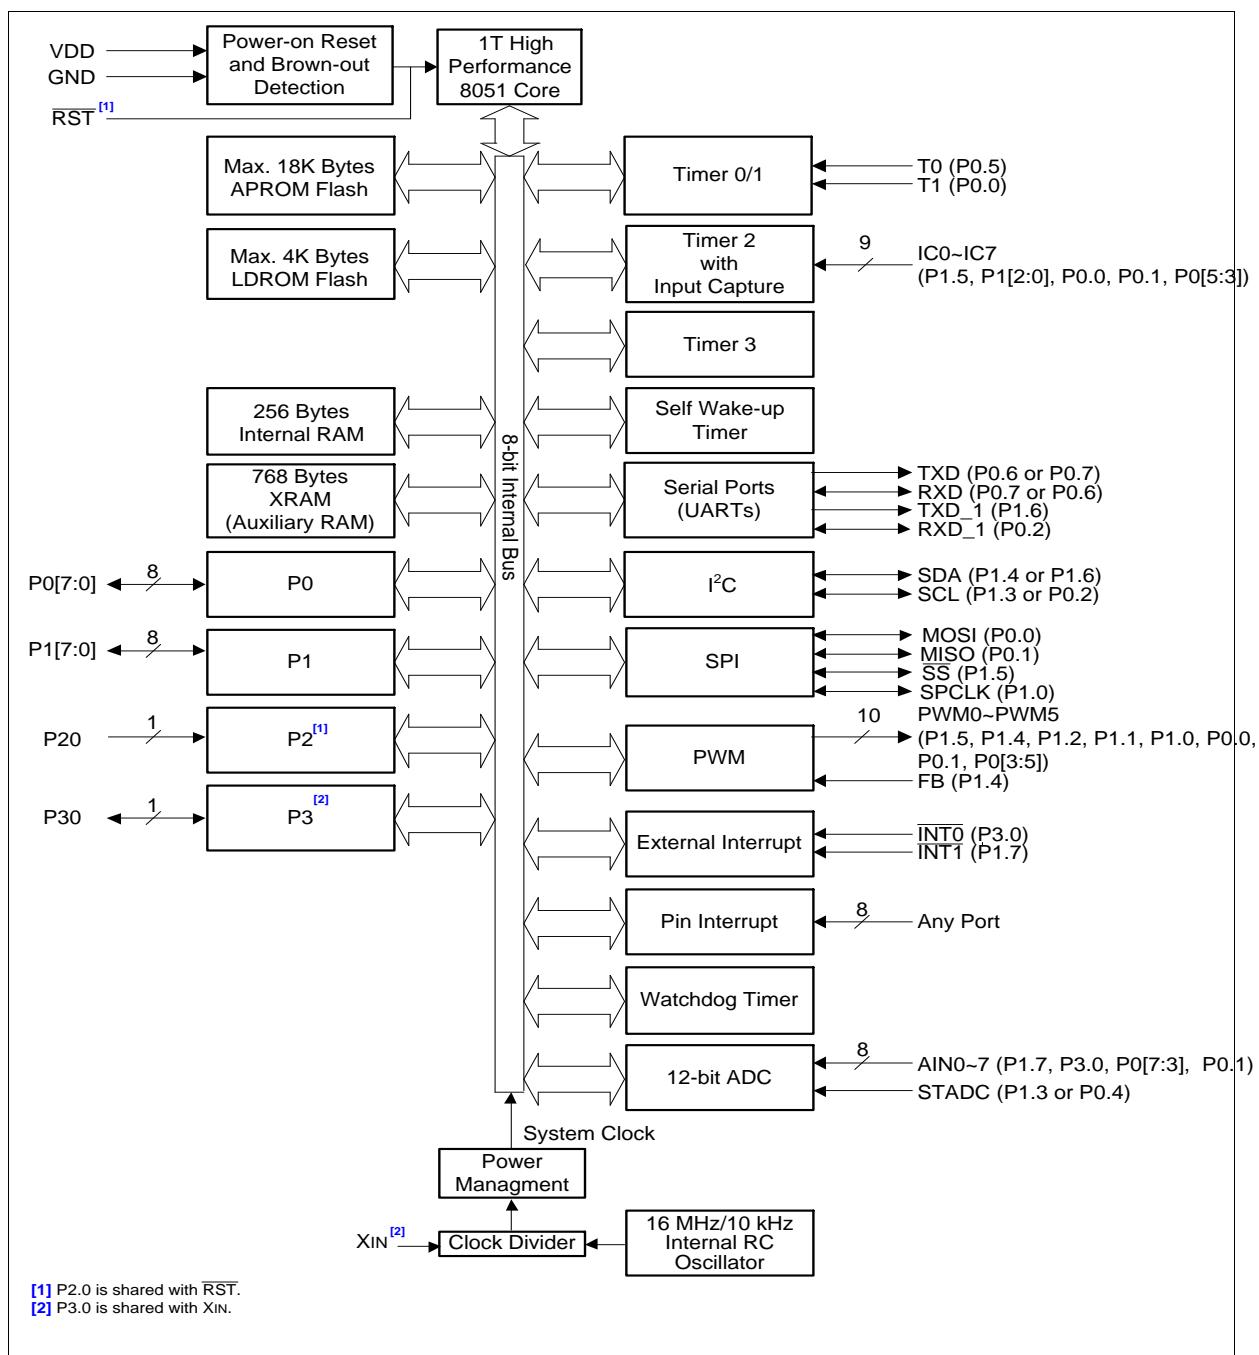 VDD
GND
RST [1]
Power-on Reset
and Brown-out
Detection
1T High
Performance
8051 Core
Max. 18K Bytes
APROM Flash
Max. 4K Bytes
LDROM Flash
256 Bytes
Internal RAM
768 Bytes
XRAM
(Auxiliary RAM)
P0[7:0]
8
P0
P1[7:0]
8
P1
P20
1
P2[1]
P30
1
P3[2]
8-bit Internal Bus
Timer 0/1
T0 (P0.5)
T1 (P0.0)
Timer 2
with
Input Capture
9
IC0~IC7
(P1.5, P1[2:0], P0.0, P0.1, P0[5:3])
Timer 3
Self Wake-up
Timer
Serial Ports
(UARTs)
TXD (P0.6 or P0.7)
RXD (P0.7 or P0.6)
TXD_1 (P1.6)
RXD_1 (P0.2)
I2C
SDA (P1.4 or P1.6)
SCL (P1.3 or P0.2)
SPI
MOSI (P0.0)
MISO (P0.1)
SS (P1.5)
SPCLK (P1.0)
PWM
10
PWM0~PWM5
(P1.5, P1.4, P1.2, P1.1, P1.0, P0.0,
P0.1, P0[3:5])
FB (P1.4)
External Interrupt
INT0 (P3.0)
INT1 (P1.7)
Pin Interrupt
8
Any Port
Watchdog Timer
12-bit ADC
8
AIN0~7 (P1.7, P3.0, P0[7:3], P0.1)
STADC (P1.3 or P0.4)
System Clock
Power
Managment
XIN [2]
Clock Divider
16 MHz/10 kHz
Internal RC
Oscillator
[1] P2.0 is shared with RST.
[2] P3.0 is shared with XIN.